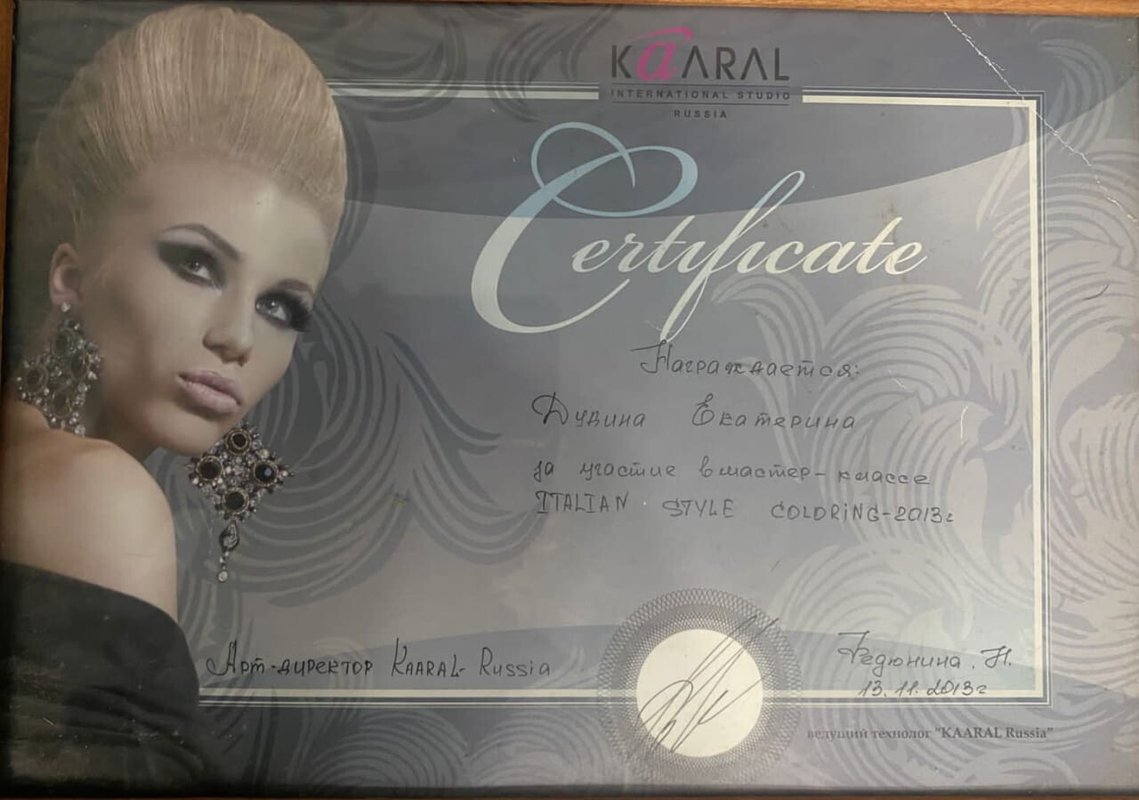 KAARAL
INTERNATIONAL STUDIO
RUSSIA
Certificate
Награждается:
Дувина Екатерина
за участие в мастер-классе
ITALIAN STYLE COLORING-2013г
Арт-директор KAARAL-Russia
Федюнина. Н.
13.11.2013г
ведущий технолог "KAARAL Russia"